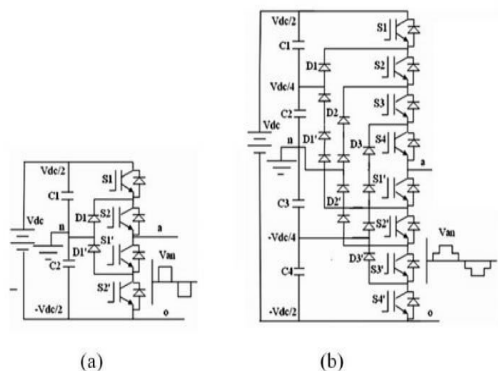 Vdc/2
C1
Vdc
n
C2
-Vdc/2
S1
D1
S2
D1'
S1'
S2'
a
Van
o
(a)
Vdc/2
C1
Vdc/4
C2
Vdc
n
C3
-Vdc/4
C4
-Vdc/2
D1
D2
D1'
D3
D2'
D3'
S1
S2
S3
S4
S1'
S2'
S3'
S4'
a
Van
o
(b)